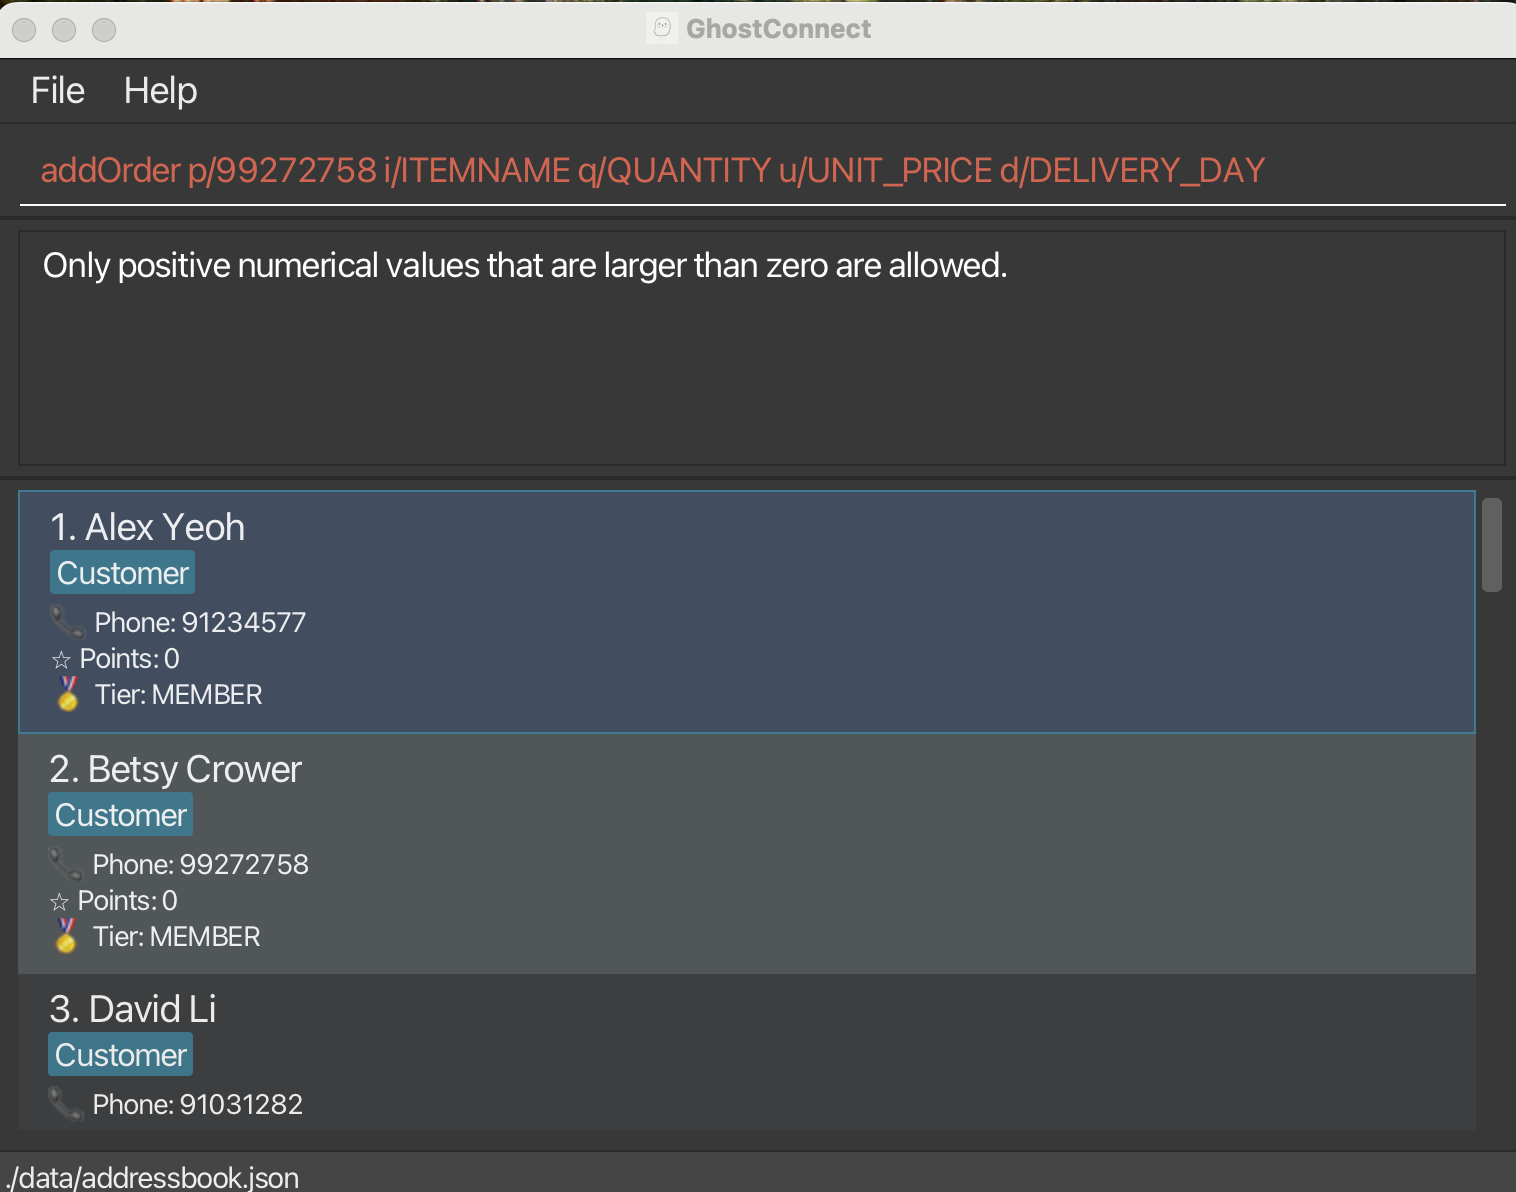 GhostConnect
File Help
addOrder p/99272758 i/ITEMNAME q/QUANTITY u/UNIT_PRICE d/DELIVERY_DAY
Only positive numerical values that are larger than zero are allowed.
1. Alex Yeoh
Customer
Phone: 91234577
☆ Points: 0
Tier: MEMBER
2. Betsy Crower
Customer
Phone: 99272758
☆ Points: 0
Tier: MEMBER
3. David Li
Customer
Phone: 91031282
./data/addressbook.json